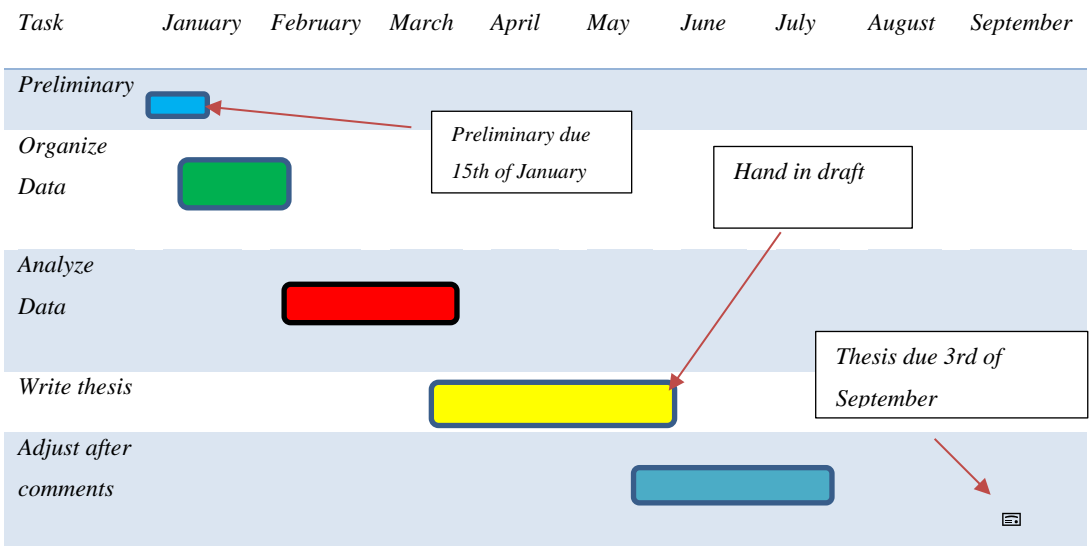 Task January February March April May June July August September
Preliminary
Preliminary due
15th of January
Organize
Data
Hand in draft
Analyze
Data
Thesis due 3rd of
September
Write thesis
Adjust after
comments